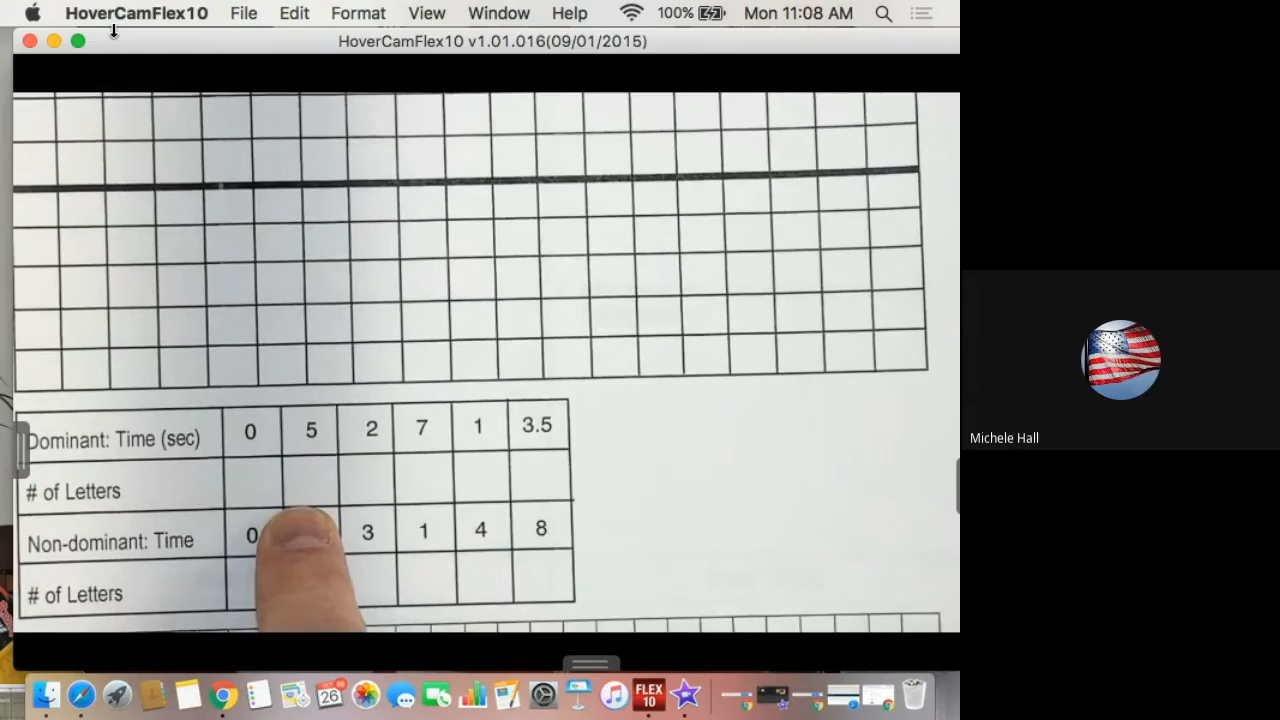 HoverCamFlex10 File Edit Format View Window Help 100% Mon 11:08 AM
HoverCamFlex10 v1.01.016(09/01/2015)
Dominant: Time (sec) 0 5 2 7 1 3.5
# of Letters
Non-dominant: Time 0 3 1 4 8
# of Letters
Michele Hall
26
FLEX
10